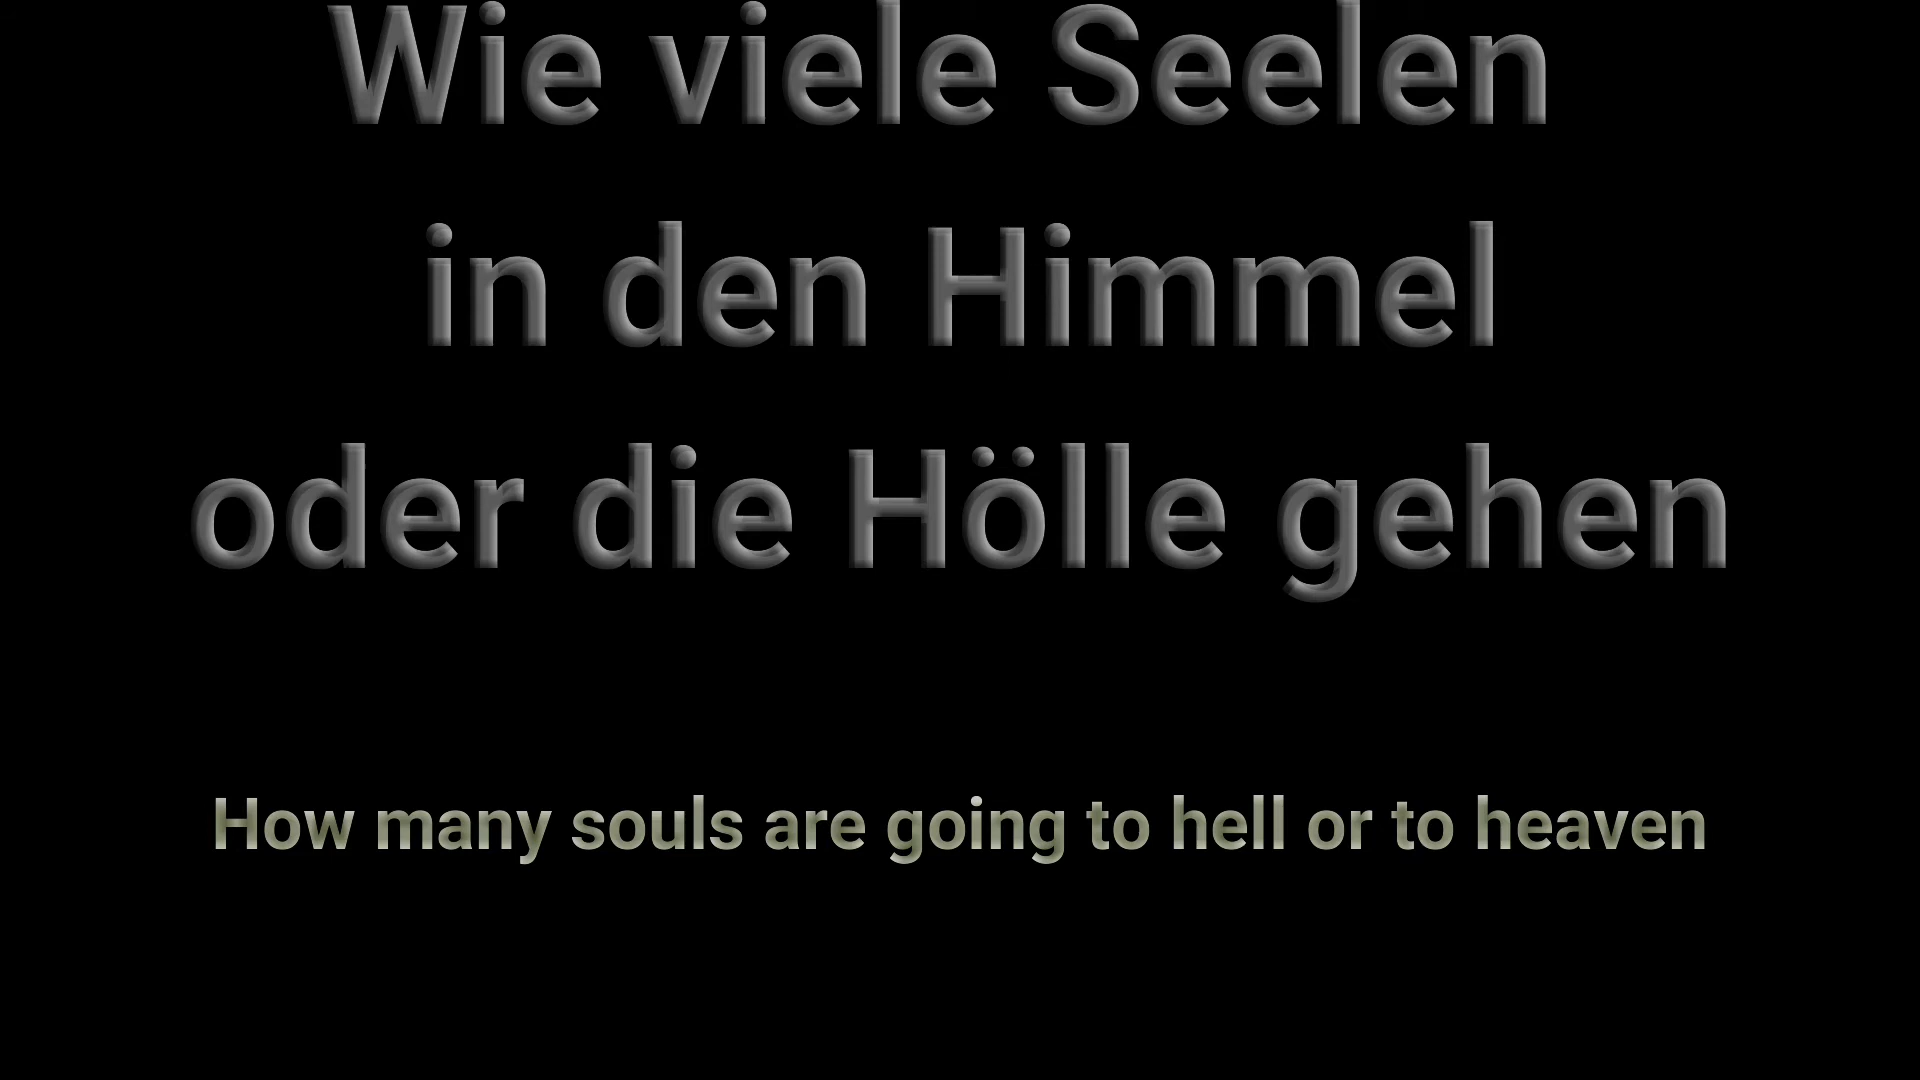 Wie viele Seelen
in den Himmel
oder die Hölle gehen
How many souls are going to hell or to heaven